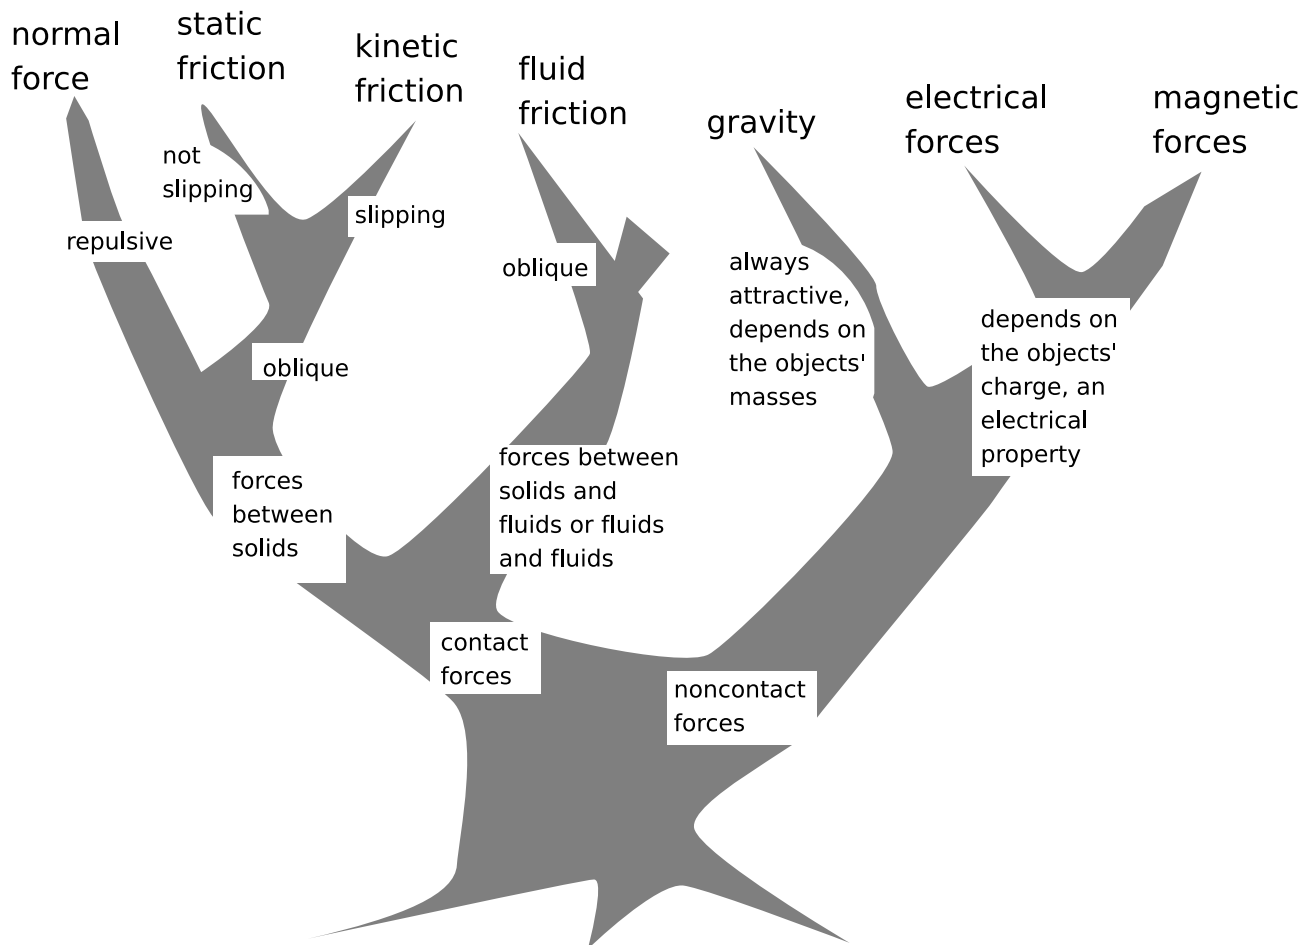 normal
force
static
friction
kinetic
friction
fluid
friction
gravity
electrical
forces
magnetic
forces
not
slipping
slipping
repulsive
oblique
always
attractive,
depends on
the objects'
masses
depends on
the objects'
charge, an
electrical
property
oblique
forces
between
solids
forces between
solids and
fluids or fluids
and fluids
contact
forces
noncontact
forces